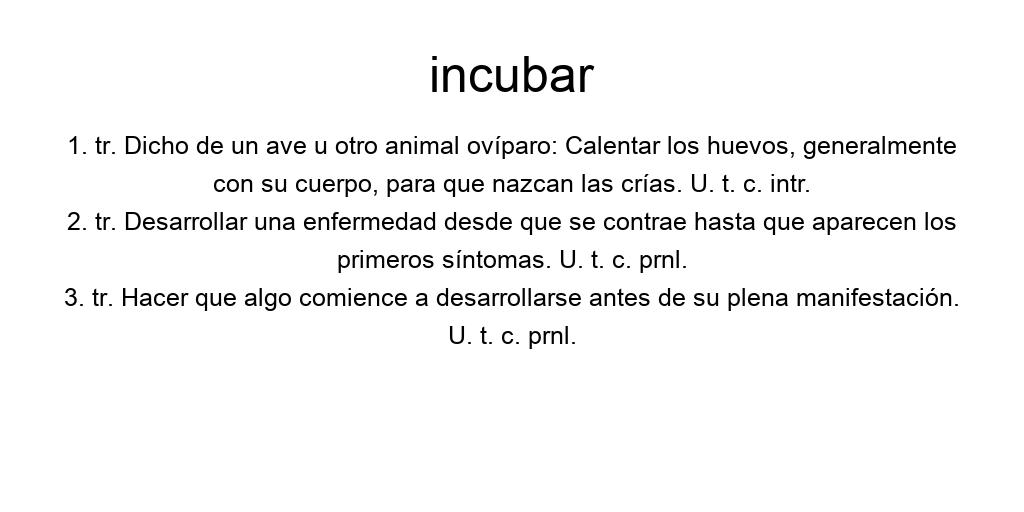 incubar
1. tr. Dicho de un ave u otro animal ovíparo: Calentar los huevos, generalmente
con su cuerpo, para que nazcan las crías. U. t. c. intr.
2. tr. Desarrollar una enfermedad desde que se contrae hasta que aparecen los
primeros síntomas. U. t. c. prnl.
3. tr. Hacer que algo comience a desarrollarse antes de su plena manifestación.
U. t. c. prnl.